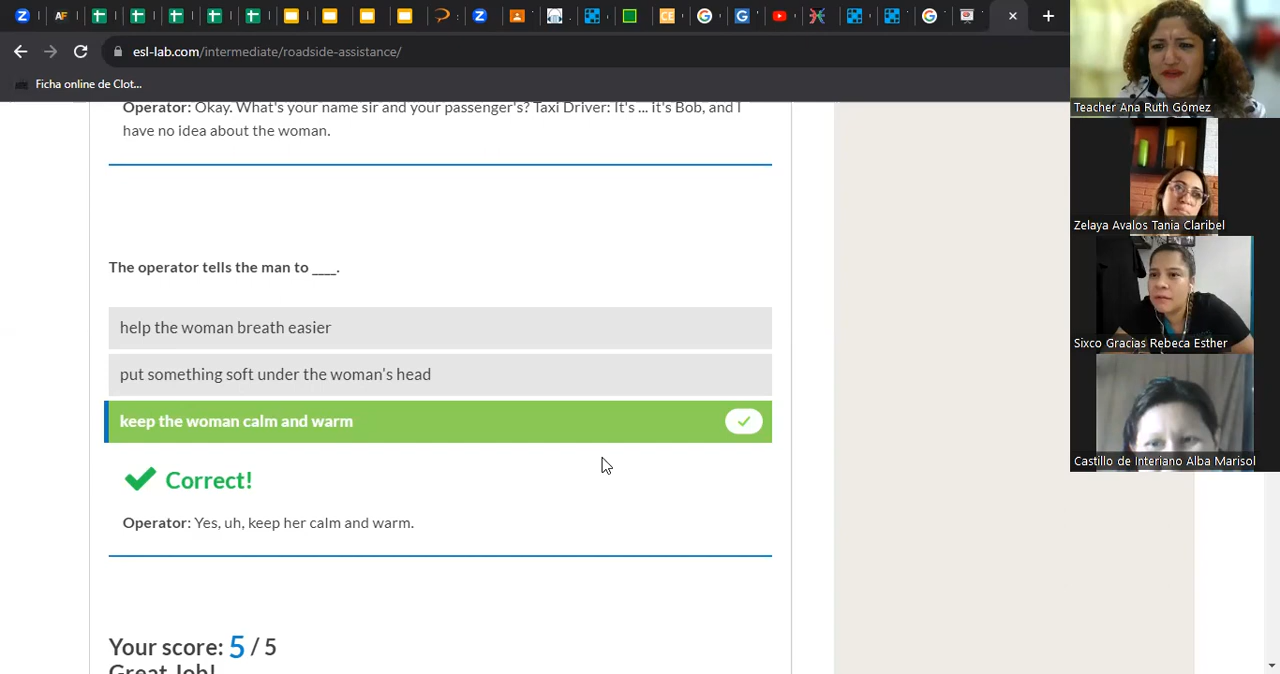 esl-lab.com/intermediate/roadside-assistance/
Ficha online de Clot...
Operator: Okay. What's your name sir and your passenger's? Taxi Driver: It's ... it's Bob, and I
have no idea about the woman.
The operator tells the man to ____.
help the woman breath easier
put something soft under the woman's head
keep the woman calm and warm
Correct!
Operator: Yes, uh, keep her calm and warm.
Your score: 5 / 5
Great Job!
Teacher Ana Ruth Gómez
Zelaya Avalos Tania Claribel
Sixco Gracias Rebeca Esther
Castillo de Interiano Alba Marisol